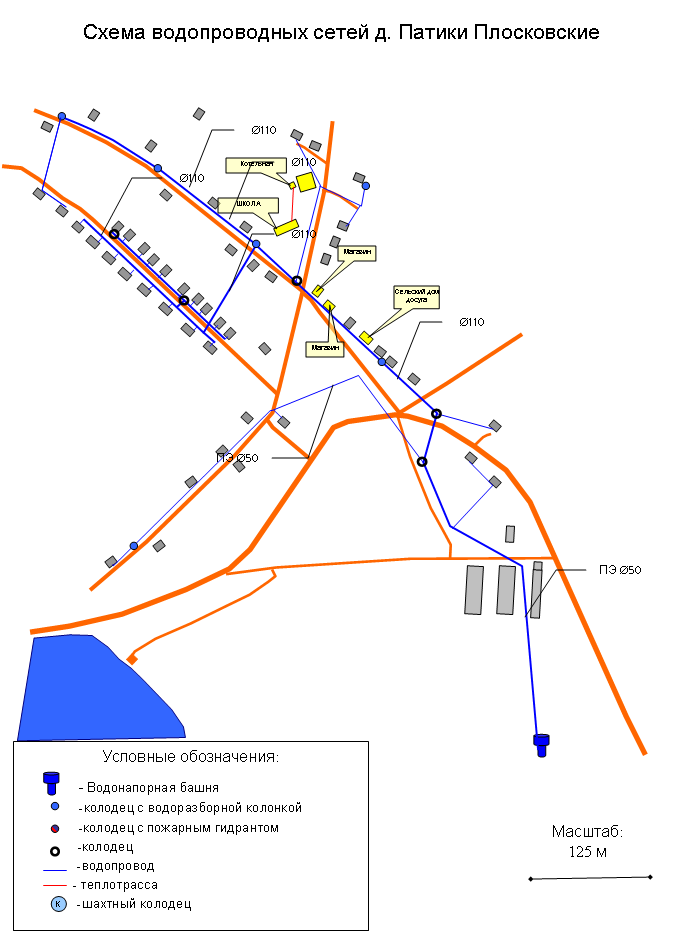 Схема водопроводных сетей д. Патики Плосковские
Ø110
Котельная
Ø110
Ø110
ШКОЛА
Ø110
Магазин
Сельский дом
досуга
Ø110
Магазин
ПЭ Ø50
ПЭ Ø50
Условные обозначения:
- Водонапорная башня
-колодец с водоразборной колонкой
-колодец с пожарным гидрантом
-колодец
-водопровод
- теплотрасса
К -шахтный колодец
Масштаб:
125 м